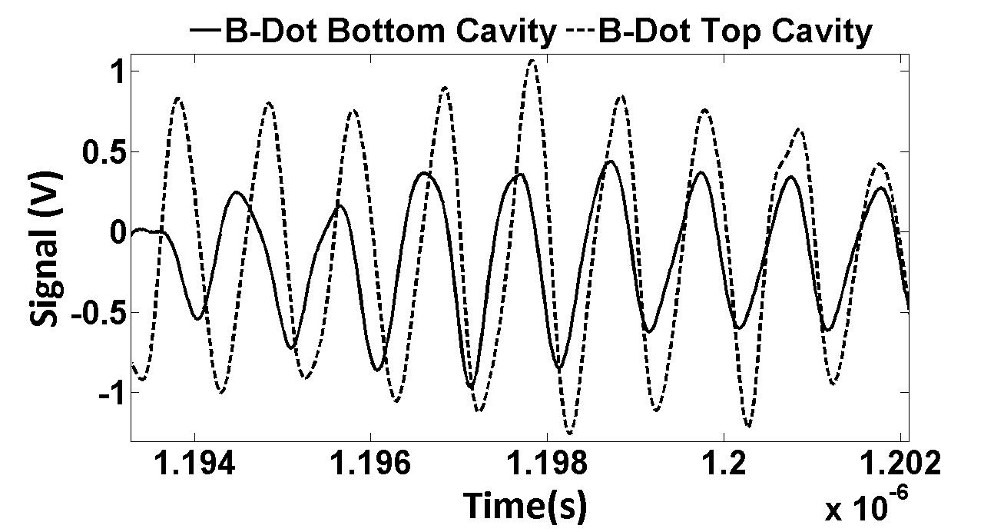 B-Dot Bottom Cavity B-Dot Top Cavity
1
0.5
0
-0.5
-1
Signal (V)
1.194 1.196 1.198 1.2 1.202
Time(s) x 10^-6